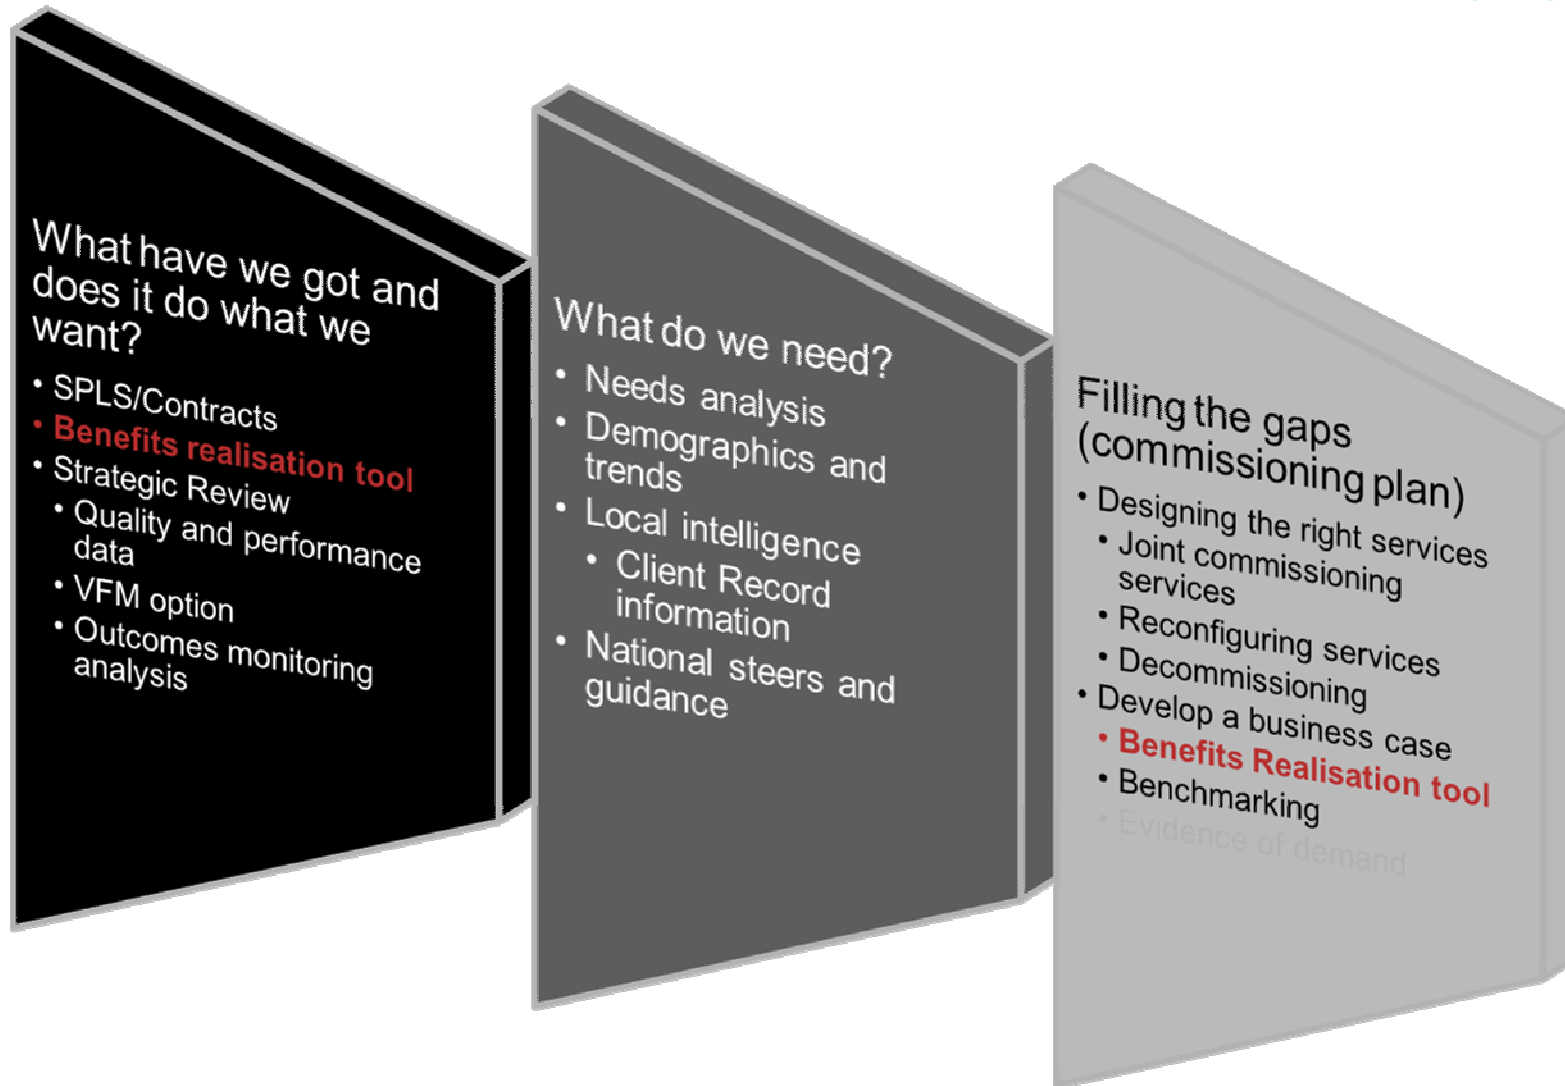 What have we got and
does it do what we
want?
• SPLS/Contracts
• Benefits realisation tool
• Strategic Review
• Quality and performance
data
• VFM option
• Outcomes monitoring
analysis
What do we need?
• Needs analysis
• Demographics and
trends
• Local intelligence
• Client Record
information
• National steers and
guidance
Filling the gaps
(commissioning plan)
• Designing the right services
• Joint commissioning
services
• Reconfiguring services
• Decommissioning
• Develop a business case
• Benefits Realisation tool
• Benchmarking
• Evidence of demand